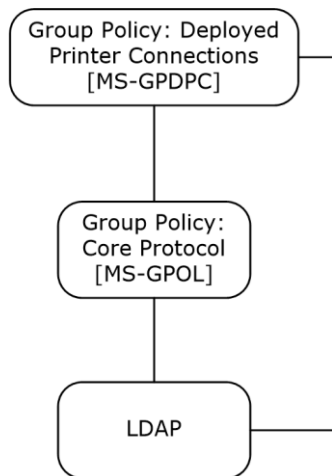 Group Policy: Deployed
Printer Connections
[MS-GPDPC]
Group Policy:
Core Protocol
[MS-GPOL]
LDAP